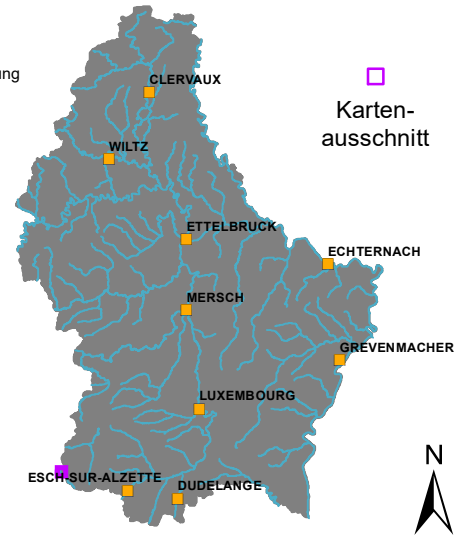 ung
CLERVAUX
Karten-
ausschnitt
WILTZ
ETTELBRUCK
ECHTERNACH
MERSCH
GREVENMACHER
LUXEMBOURG
ESCH-SUR-ALZETTE
DUDELANGE
N